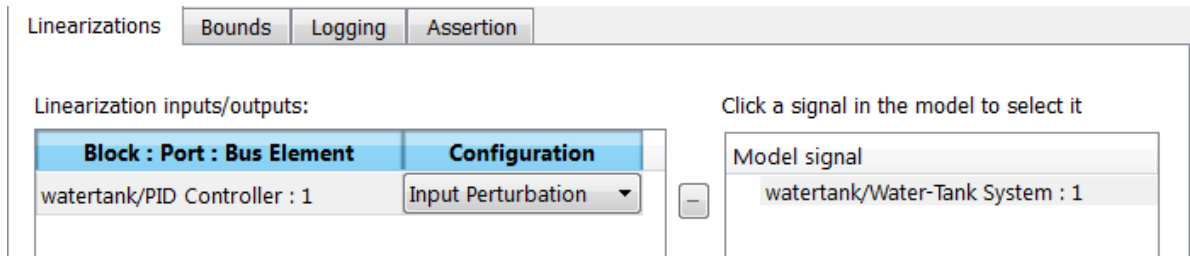 Linearizations Bounds Logging Assertion
Linearization inputs/outputs: Click a signal in the model to select it
Block : Port : Bus Element Configuration Model signal
watertank/PID Controller : 1 Input Perturbation watertank/Water-Tank System : 1